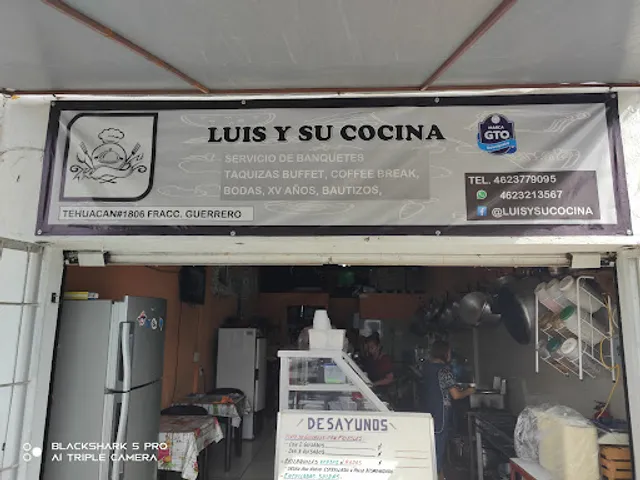 LUIS Y SU COCINA
MARCA
GTO
SERVICIO DE BANQUETES
TAQUIZAS BUFFET, COFFEE BREAK,
BODAS, XV AÑOS, BAUTIZOS,
TEL. 4623779095
4623213567
@LUISYSUCOCINA
TEHUACAN#1806 FRACC. GUERRERO
DESAYUNOS
BLACKSHARK 5 PRO
AI TRIPLE CAMERA